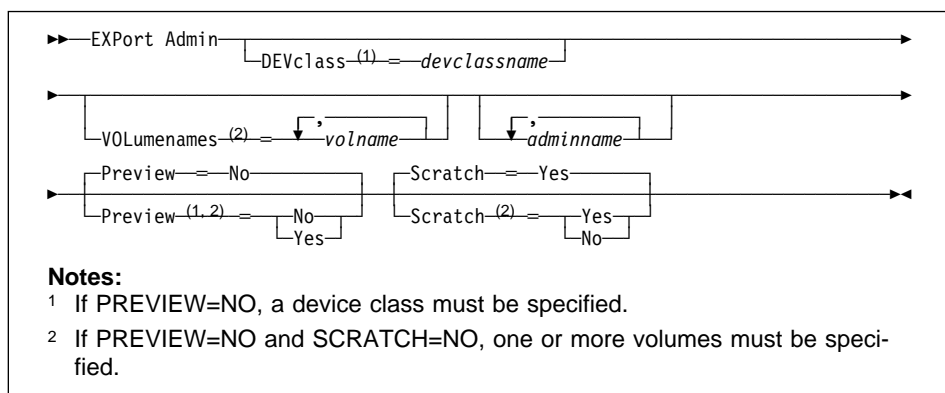 EXPort Admin
DEVclass (1) = devclassname
VOLumenames (2) = , volname , adminname
Preview = No Scratch = Yes
Preview (1, 2) = No Scratch (2) = Yes
Yes No
Notes:
1 If PREVIEW=NO, a device class must be specified.
2 If PREVIEW=NO and SCRATCH=NO, one or more volumes must be speci-
fied.